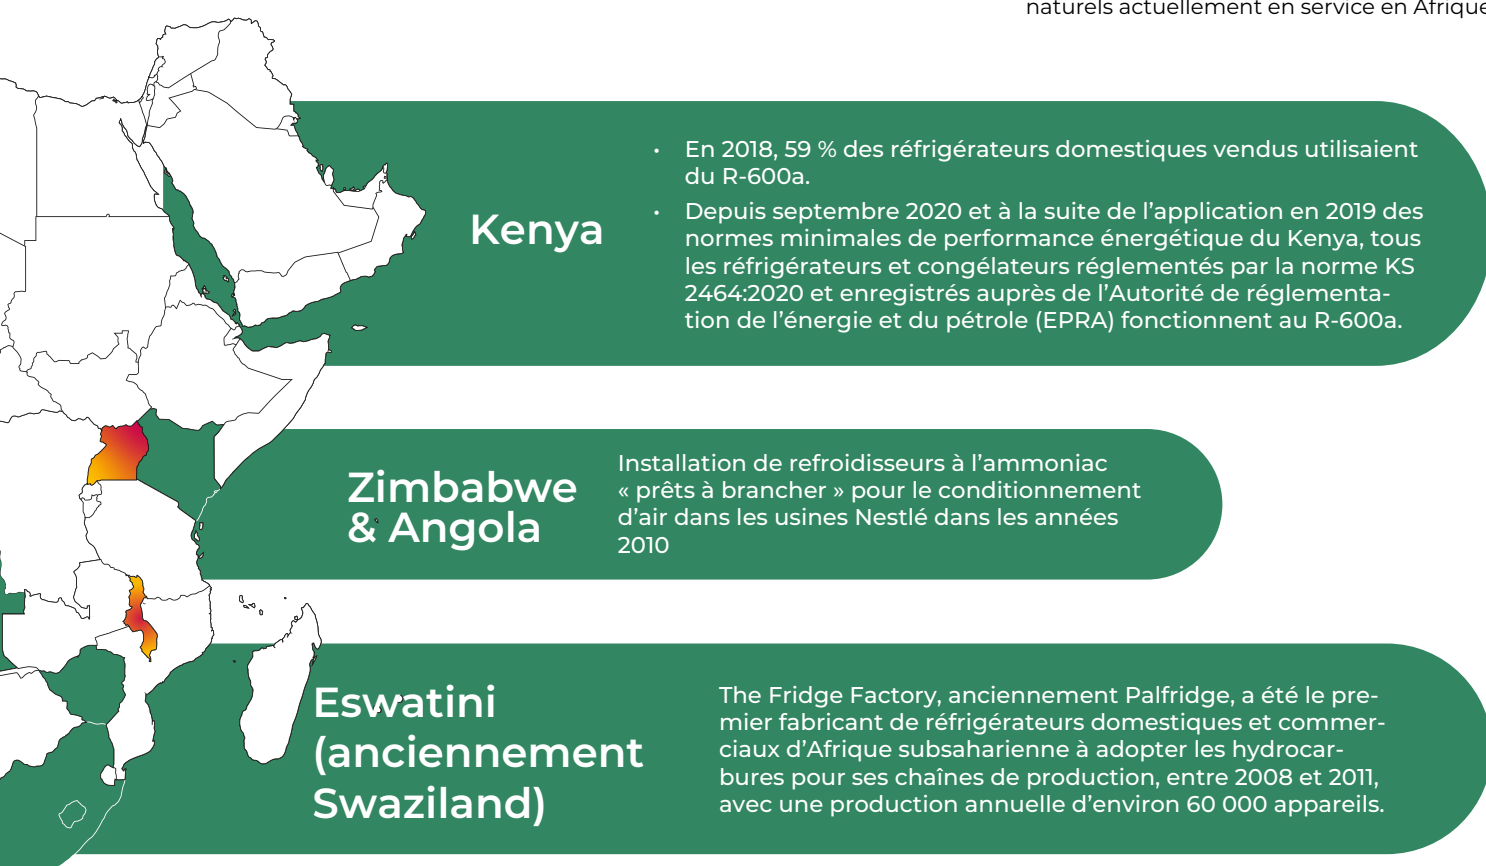 naturels actuellement en service en Afrique
Kenya
• En 2018, 59 % des réfrigérateurs domestiques vendus utilisaient
du R-600a.
• Depuis septembre 2020 et à la suite de l’application en 2019 des
normes minimales de performance énergétique du Kenya, tous
les réfrigérateurs et congélateurs réglementés par la norme KS
2464:2020 et enregistrés auprès de l’Autorité de réglementa-
tion de l’énergie et du pétrole (EPRA) fonctionnent au R-600a.
Zimbabwe
& Angola
Installation de refroidisseurs à l’ammoniac
« prêts à brancher » pour le conditionnement
d’air dans les usines Nestlé dans les années
2010
Eswatini
(anciennement
Swaziland)
The Fridge Factory, anciennement Palfridge, a été le pre-
mier fabricant de réfrigérateurs domestiques et commer-
ciaux d’Afrique subsaharienne à adopter les hydrocar-
bures pour ses chaînes de production, entre 2008 et 2011,
avec une production annuelle d’environ 60 000 appareils.